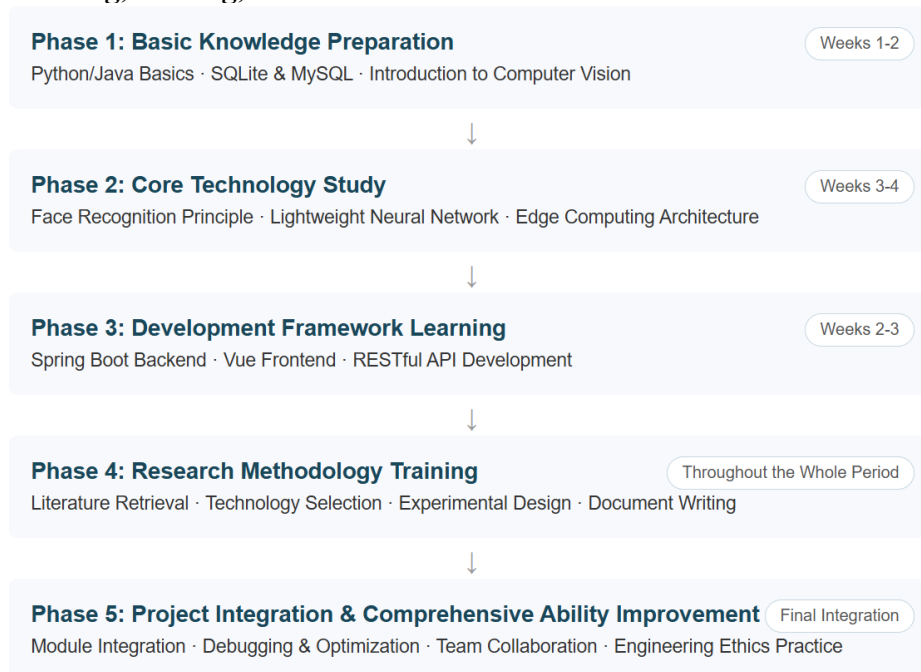 Phase 1: Basic Knowledge Preparation
Weeks 1-2
Python/Java Basics · SQLite & MySQL · Introduction to Computer Vision
↓
Phase 2: Core Technology Study
Weeks 3-4
Face Recognition Principle · Lightweight Neural Network · Edge Computing Architecture
↓
Phase 3: Development Framework Learning
Weeks 2-3
Spring Boot Backend · Vue Frontend · RESTful API Development
↓
Phase 4: Research Methodology Training
Throughout the Whole Period
Literature Retrieval · Technology Selection · Experimental Design · Document Writing
↓
Phase 5: Project Integration & Comprehensive Ability Improvement
Final Integration
Module Integration · Debugging & Optimization · Team Collaboration · Engineering Ethics Practice